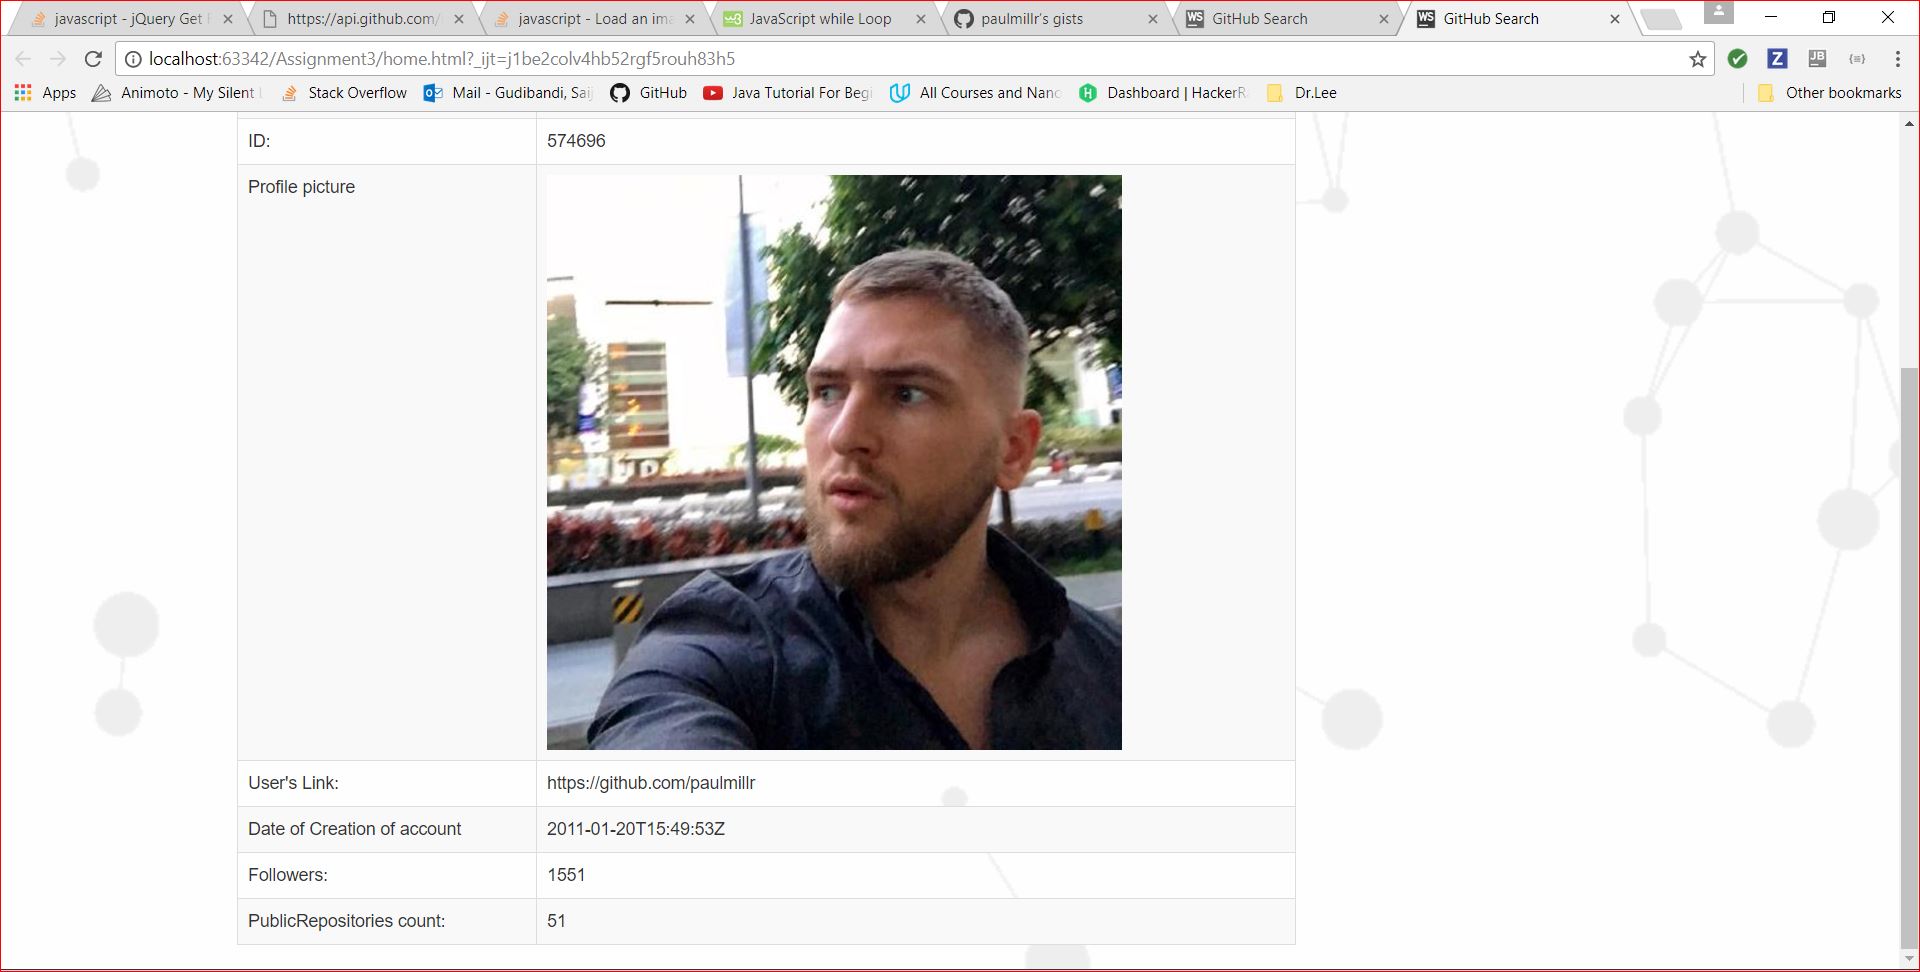 javascript - jQuery Get
https://api.github.com/
javascript - Load an ima
JavaScript while Loop
paulmillr's gists
GitHub Search
GitHub Search
localhost:63342/Assignment3/home.html?_ijt=j1be2colv4hb52rgf5rouh83h5
Apps
Animoto - My Silent
Stack Overflow
Mail - Gudibandi, Sai
GitHub
Java Tutorial For Beg
All Courses and Nano
Dashboard | HackerR
Dr.Lee
Other bookmarks
ID:
574696
Profile picture
User's Link:
https://github.com/paulmillr
Date of Creation of account
2011-01-20T15:49:53Z
Followers:
1551
PublicRepositories count:
51